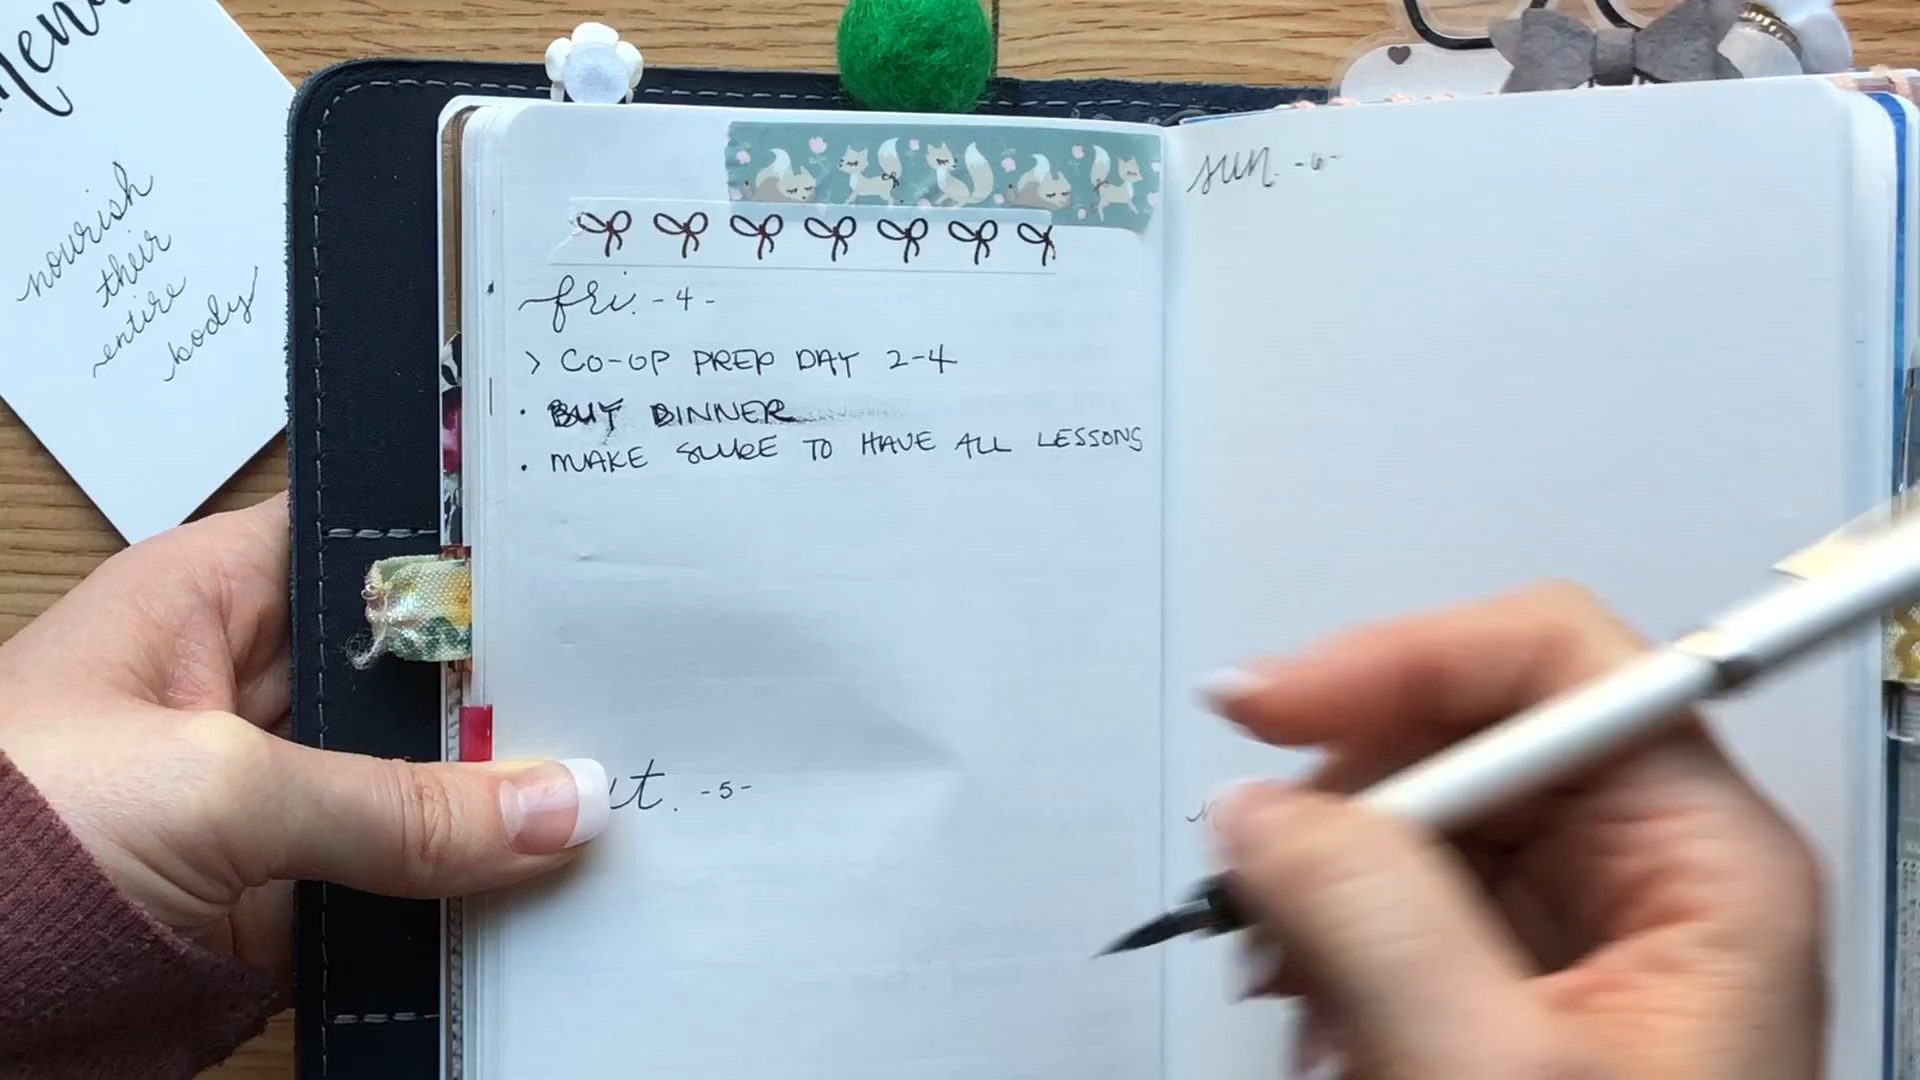 nourish
their
entire
body
fri. -4-
> CO-OP PREP DAY 2-4
• BUY DINNER
• MAKE SURE TO HAVE ALL LESSONS
-5-
sun. -6-